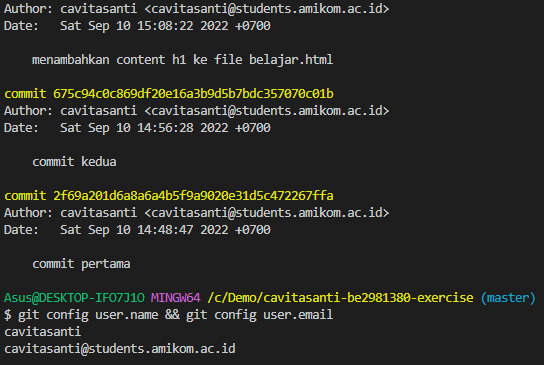 Author: cavitasanti <cavitasanti@students.amikom.ac.id>
Date:   Sat Sep 10 15:08:22 2022 +0700
menambahkan content h1 ke file belajar.html
commit 675c94c0c869df20e16a3b9d5b7bdc357070c01b
Author: cavitasanti <cavitasanti@students.amikom.ac.id>
Date:   Sat Sep 10 14:56:28 2022 +0700
commit kedua
commit 2f69a201d6a8a6a4b5f9a9020e31d5c472267ffa
Author: cavitasanti <cavitasanti@students.amikom.ac.id>
Date:   Sat Sep 10 14:48:47 2022 +0700
commit pertama
Asus@DESKTOP-IFO7J1O MINGW64 /c/Demo/cavitasanti-be2981380-exercise (master)
$ git config user.name && git config user.email
cavitasanti
cavitasanti@students.amikom.ac.id